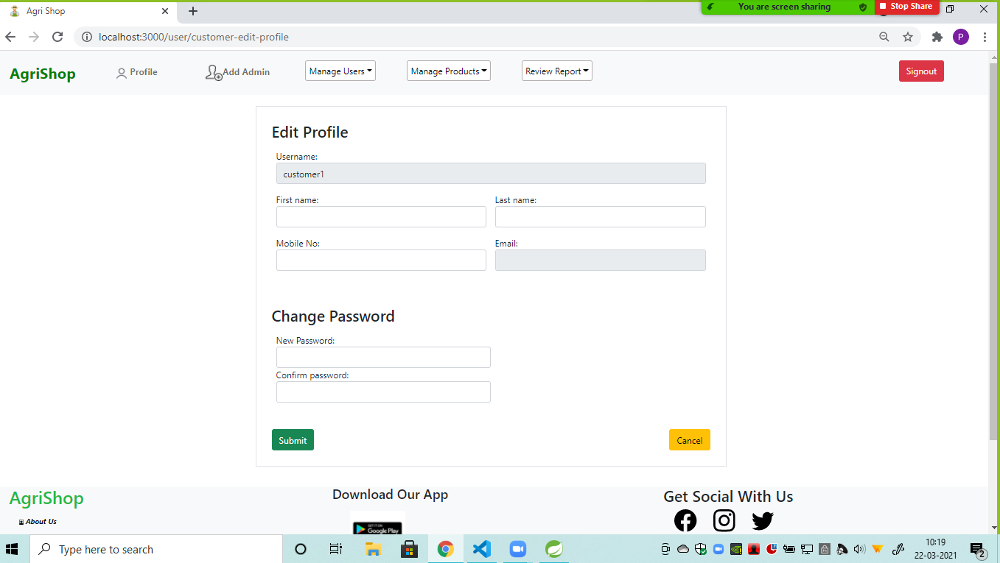 Agri Shop
You are screen sharing
Stop Share
localhost:3000/user/customer-edit-profile
P
AgriShop
Profile
Add Admin
Manage Users
Manage Products
Review Report
Signout
Edit Profile
Username:
customer1
First name:
Last name:
Mobile No:
Email:
Change Password
New Password:
Confirm password:
Submit
Cancel
AgriShop
Download Our App
Get Social With Us
About Us
GET IT ON
Google Play
Type here to search
10:19
22-03-2021
2